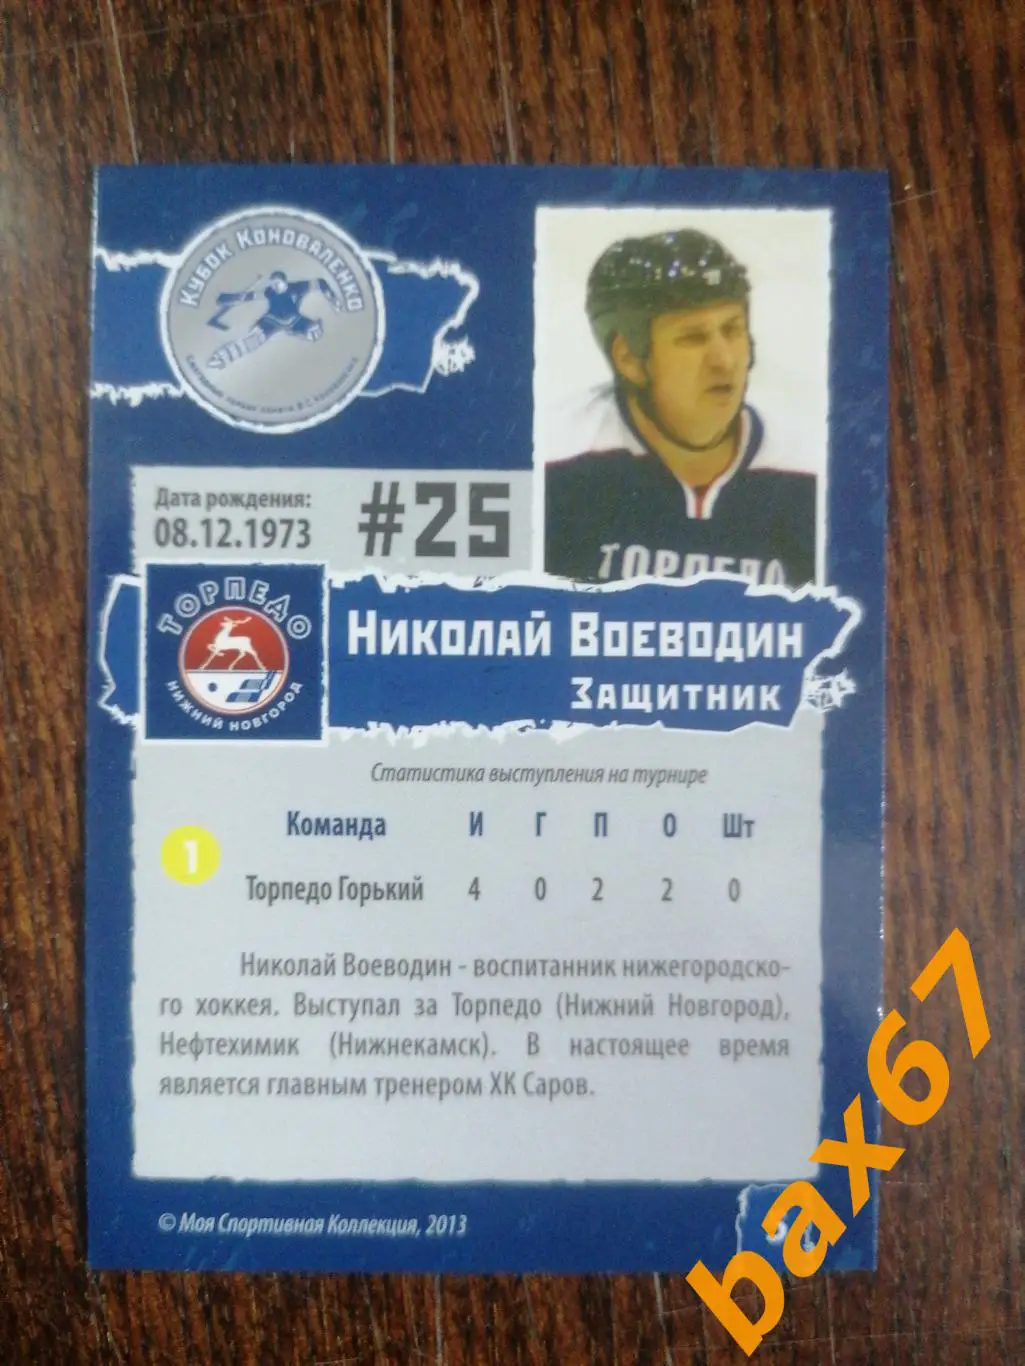 Кубок Коноваленко
Дата рождения:
08.12.1973
#25
ТОРПЕДО
ТОРПЕДО
НИЖНИЙ НОВГОРОД
Николай Воеводин
Защитник
Статистика выступления на турнире
Команда И Г П О Шт
1
Торпедо Горький 4 0 2 2 0
Николай Воеводин - воспитанник нижегородско-
го хоккея. Выступал за Торпедо (Нижний Новгород),
Нефтехимик (Нижнекамск). В настоящее время
является главным тренером ХК Саров.
© Моя Спортивная Коллекция, 2013
bax67